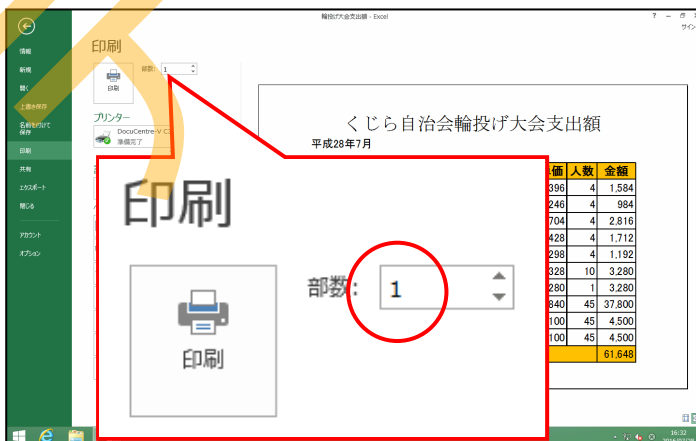 輪投げ大会支出額 - Excel
? - サイン
情報
新規
開く
上書き保存
名前を付けて
保存
印刷
共有
エクスポート
閉じる
アカウント
オプション
印刷
部数: 1
印刷
プリンター
DocuCentre-V C
準備完了
くじら自治会輪投げ大会支出額
平成28年7月
価 人数 金額
396 4 1,584
246 4 984
704 4 2,816
428 4 1,712
298 4 1,192
328 10 3,280
280 1 3,280
840 45 37,800
100 45 4,500
100 45 4,500
61,648
印刷
部数: 1
印刷
16:32